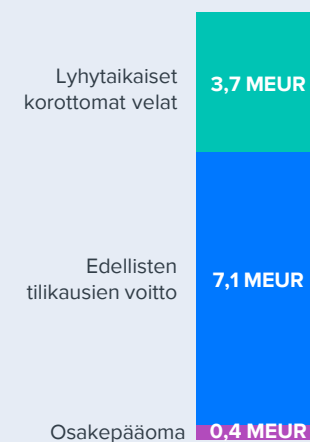 Lyhytaikaiset
korottomat velat
3,7 MEUR
Edellisten
tilikausien voitto
7,1 MEUR
Osakepääoma
0,4 MEUR